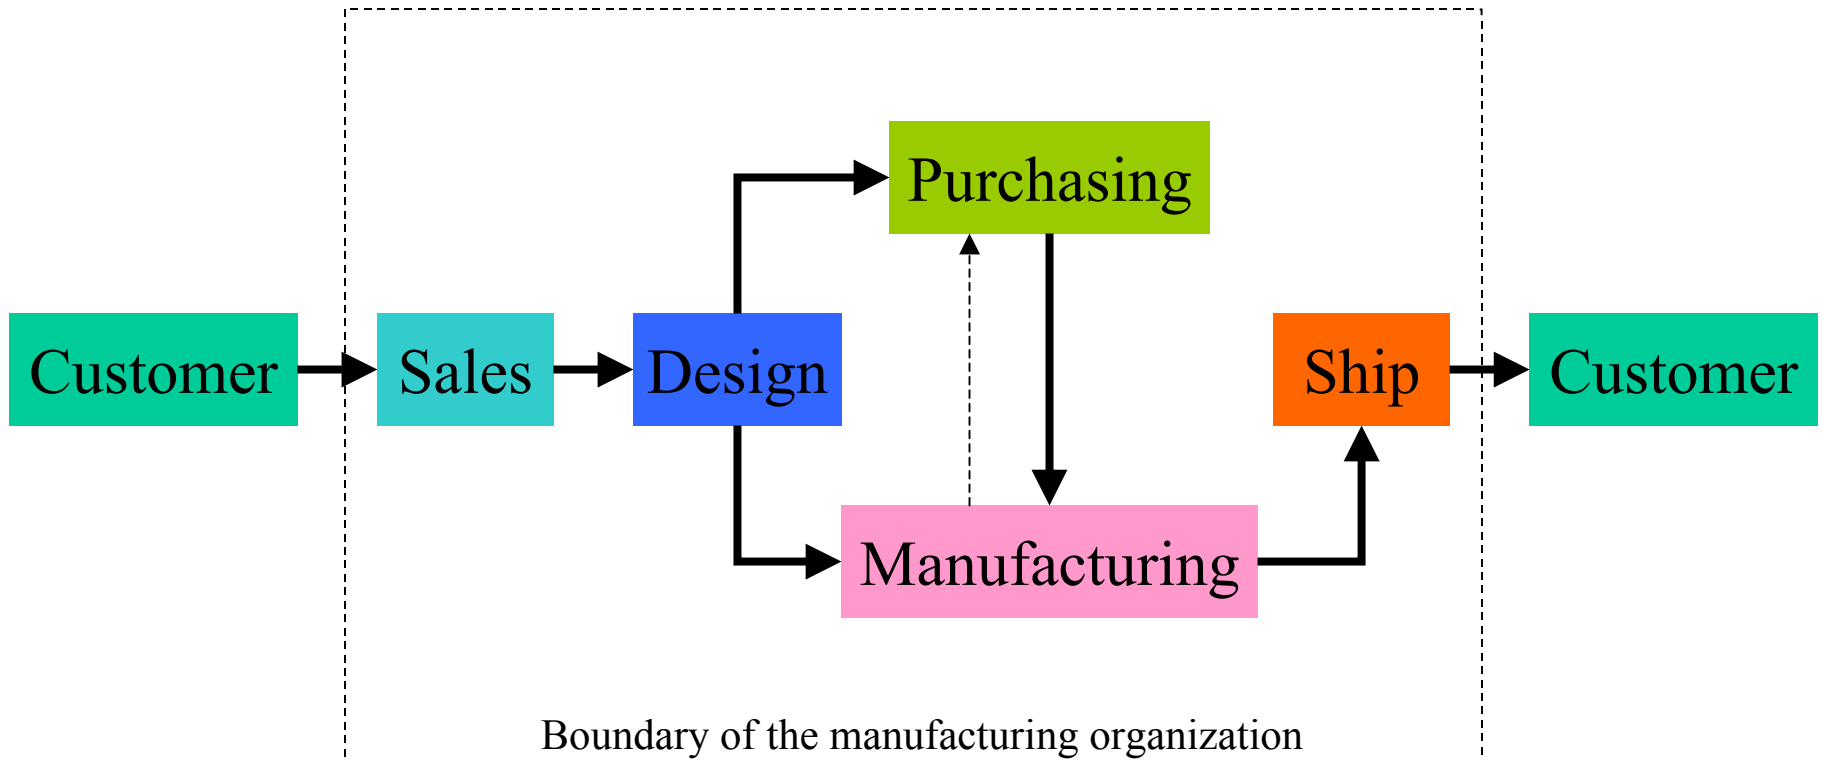 Purchasing
Customer
Sales
Design
Ship
Customer
Manufacturing
Boundary of the manufacturing organization